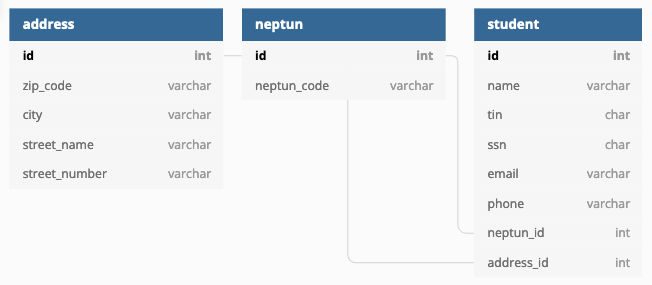 address
id int
zip_code varchar
city varchar
street_name varchar
street_number varchar
neptun
id int
neptun_code varchar
student
id int
name varchar
tin char
ssn char
email varchar
phone varchar
neptun_id int
address_id int